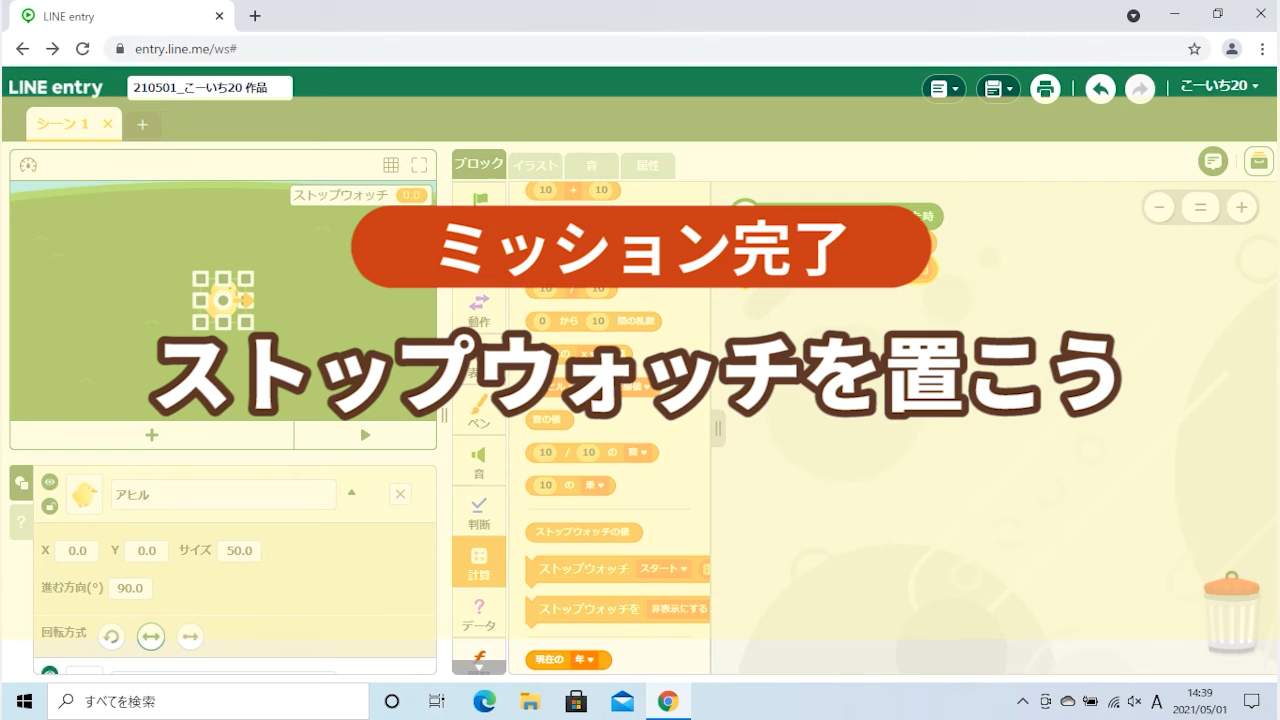 LINE entry
entry.line.me/ws#
LINE entry
210501_こーいち20 作品
こーいち20
シーン 1
ブロック
イラスト
音
属性
ストップウォッチ 0.0
10 + 10
た時
ミッション完了
10 / 10
動作
0 から 10 間の乱数
ストップウォッチを置こう
ペン
音の値
10 / 10 の 商
音
10 の 乗
判断
アヒル
ストップウォッチの値
X 0.0 Y 0.0 サイズ 50.0
計算
ストップウォッチ スタート
進む方向(°) 90.0
ストップウォッチを 非表示にする
データ
回転方式
現在の 年
すべてを検索
A
14:39
2021/05/01